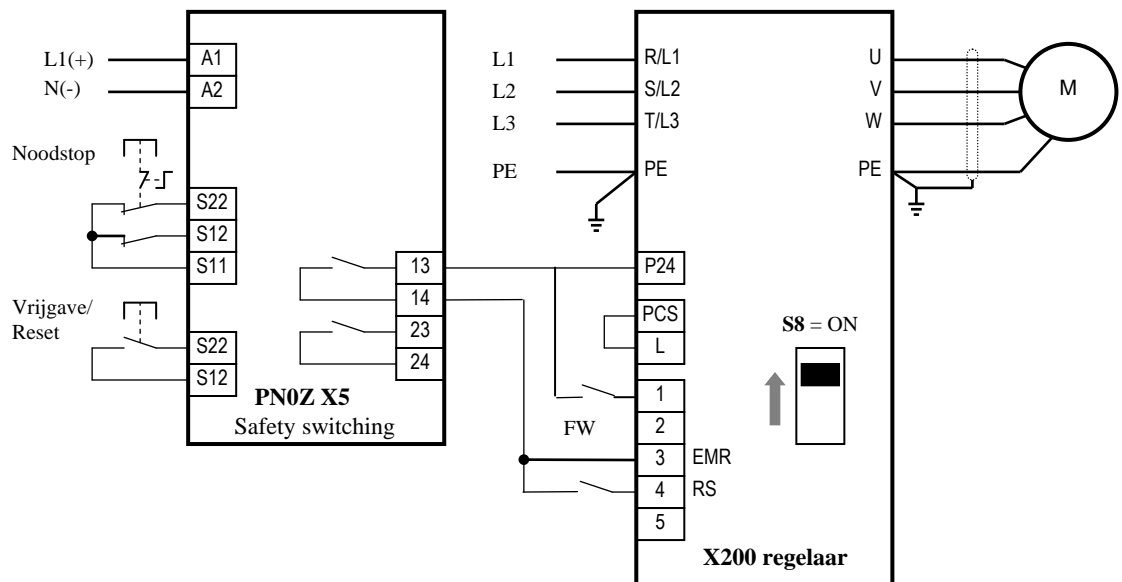 L1(+)
N(-)
A1
A2
Noodstop
S22
S12
S11
Vrijgave/
Reset
S22
S12
13
14
23
24
PN0Z X5
Safety switching
L1
L2
L3
PE
R/L1
S/L2
T/L3
PE
U
V
W
PE
M
P24
PCS
L
S8 = ON
1
2
3
4
5
FW
EMR
RS
X200 regelaar